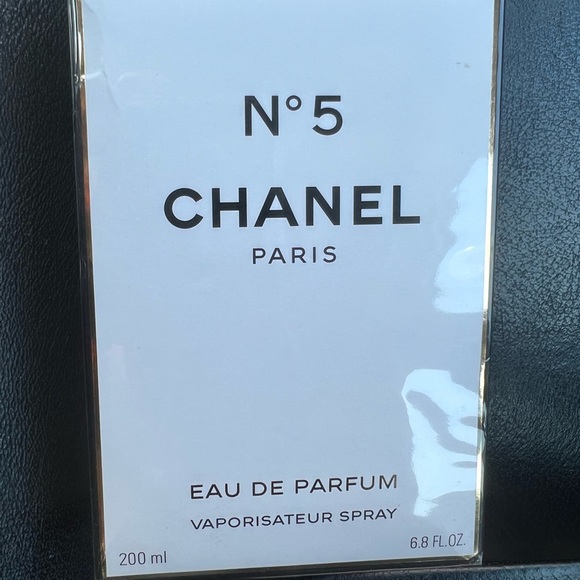 N°5
CHANEL
PARIS
EAU DE PARFUM
VAPORISATEUR SPRAY
200 ml 6.8 FL.OZ.